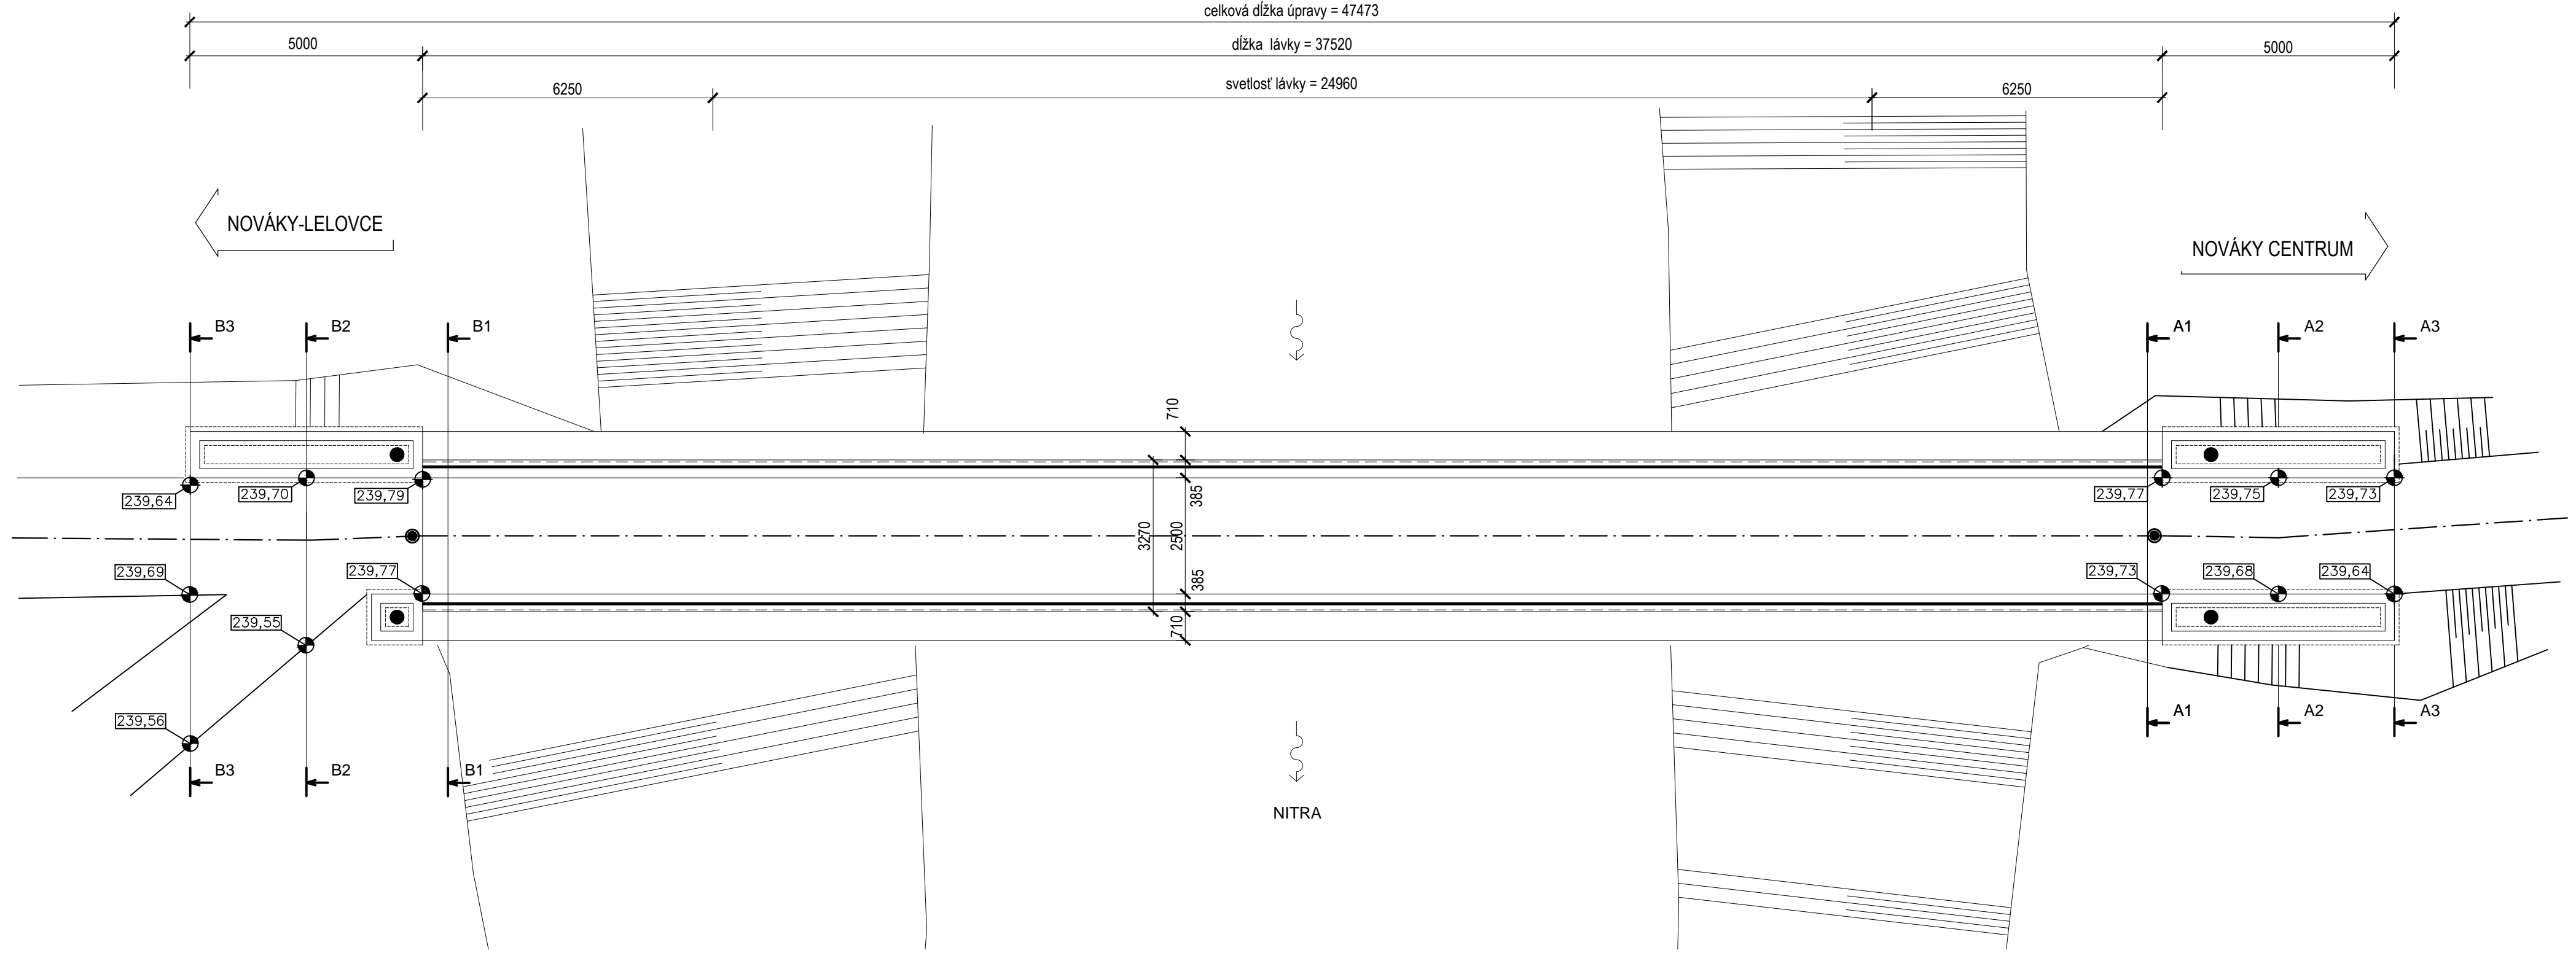 celková dĺžka úpravy = 47473
5000
dĺžka lávky = 37520
5000
6250
svetlosť lávky = 24960
6250
NOVÁKY-LELOVCE
NOVÁKY CENTRUM
B3
B2
B1
A1
A2
A3
710
385
3270
2500
385
710
239,64
239,70
239,79
239,77
239,75
239,73
239,69
239,77
239,73
239,68
239,64
239,55
239,56
A1
A2
A3
B3
B2
B1
NITRA